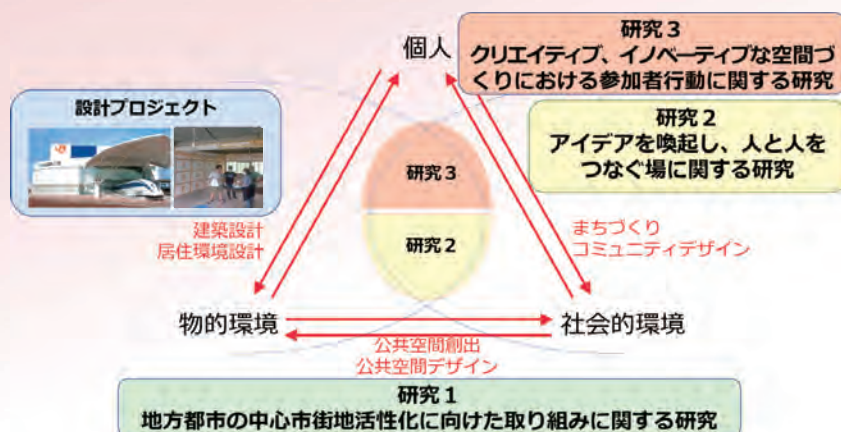 個人
研究3
クリエイティブ、イノベーティブな空間づ
くりにおける参加者行動に関する研究
設計プロジェクト
研究2
アイデアを喚起し、人と人を
つなぐ場に関する研究
研究3
研究2
建築設計
居住環境設計
まちづくり
コミュニティデザイン
物的環境
社会的環境
公共空間創出
公共空間デザイン
研究1
地方都市の中心市街地活性化に向けた取り組みに関する研究